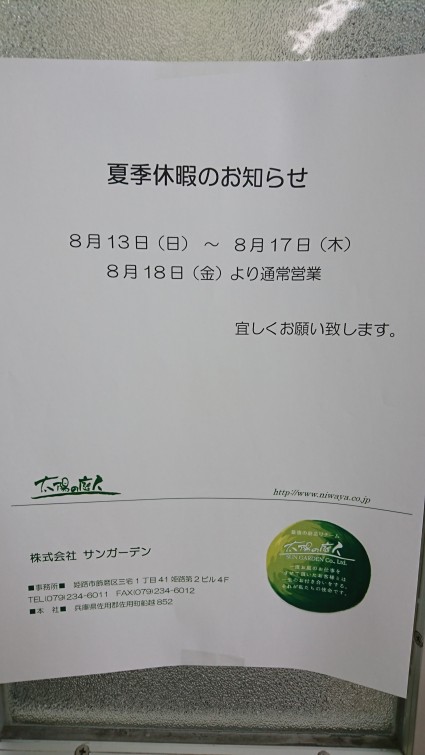 夏季休暇のお知らせ
8月13日(日) ~ 8月17日(木)
8月18日(金)より通常営業
宜しくお願い致します。
太陽の庭人
http://www.niwaya.co.jp
株式会社 サンガーデン
■事務所■ 姫路市飾磨区三宅1丁目41姫路第2ビル4F
TEL(079)234-6011 FAX(079)234-6012
■本 社■ 兵庫県佐用郡佐用町船越852
太陽の庭人
SUN GARDEN Co., Ltd.